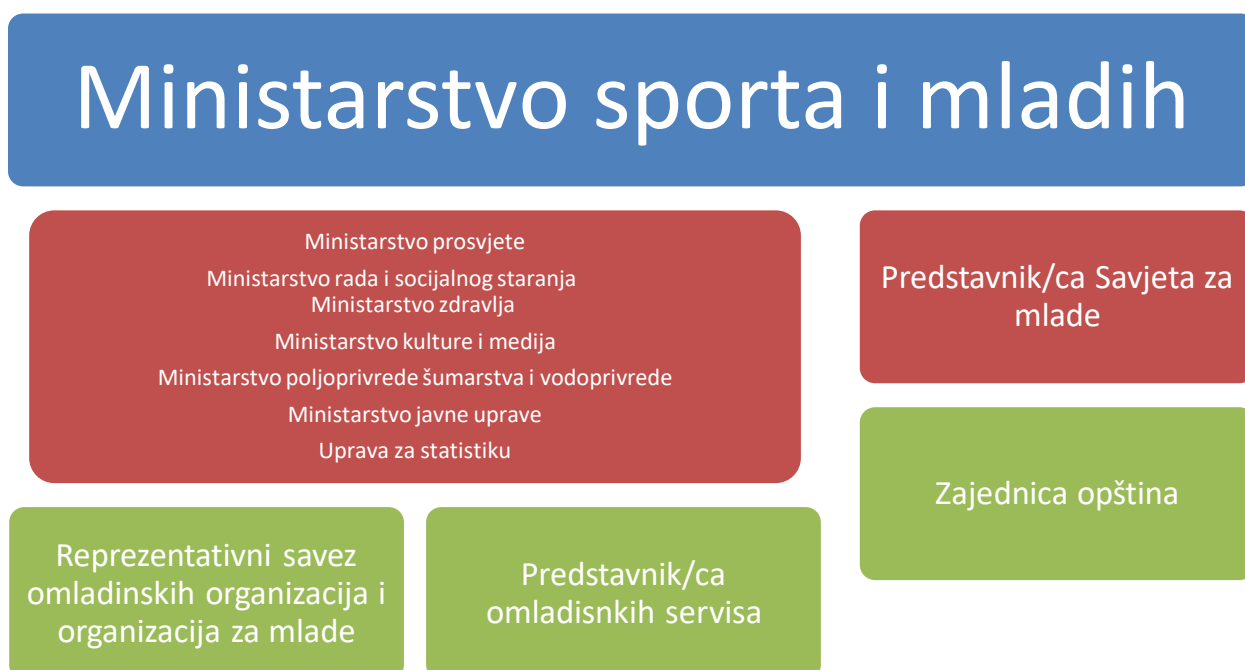 Ministarstvo sporta i mladih
Ministarstvo prosvjete
Ministarstvo rada i socijalnog staranja
Ministarstvo zdravlja
Ministarstvo kulture i medija
Ministarstvo poljoprivrede šumarstva i vodoprivrede
Ministarstvo javne uprave
Uprava za statistiku
Predstavnik/ca Savjeta za
mlade
Zajednica opština
Reprezentativni savez
omladinskih organizacija i
organizacija za mlade
Predstavnik/ca
omladisnkih servisa